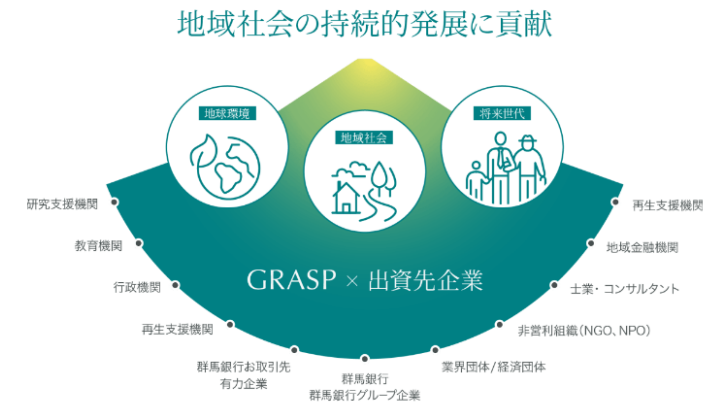 地域社会の持続的発展に貢献
地球環境
地域社会
将来世代
GRASP × 出資先企業
研究支援機関
教育機関
行政機関
再生支援機関
群馬銀行お取引先
有力企業
群馬銀行
群馬銀行グループ企業
業界団体/経済団体
非営利組織(NGO、NPO)
士業・コンサルタント
地域金融機関
再生支援機関